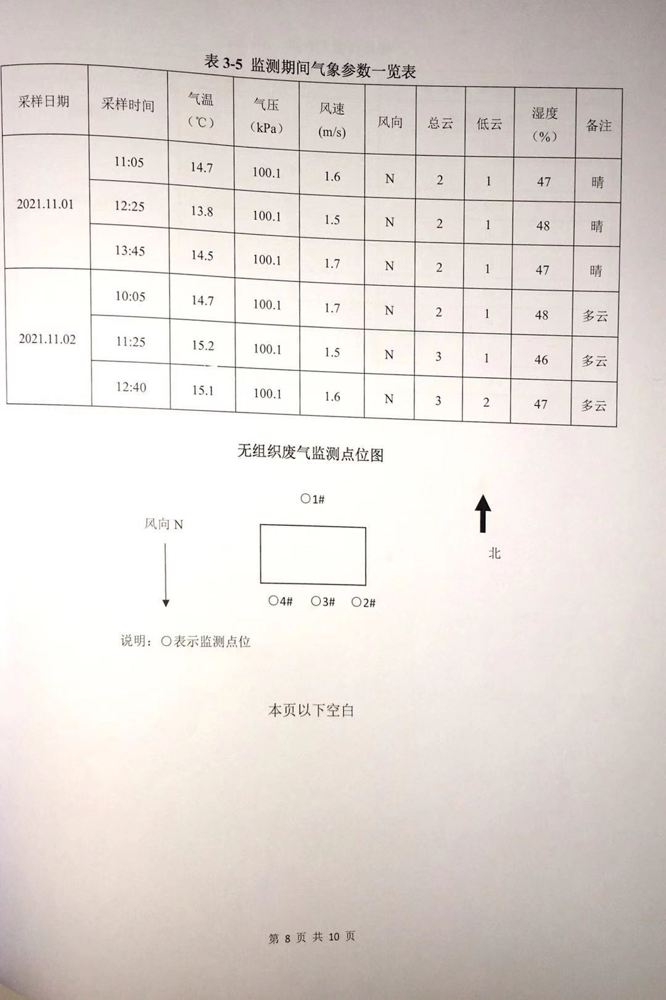 表 3-5 监测期间气象参数一览表
采样日期 采样时间 气温（℃） 气压（kPa） 风速(m/s) 风向 总云 低云 湿度（%） 备注
2021.11.01 11:05 14.7 100.1 1.6 N 2 1 47 晴
12:25 13.8 100.1 1.5 N 2 1 48 晴
13:45 14.5 100.1 1.7 N 2 1 47 晴
2021.11.02 10:05 14.7 100.1 1.7 N 2 1 48 多云
11:25 15.2 100.1 1.5 N 3 1 46 多云
12:40 15.1 100.1 1.6 N 3 2 47 多云
无组织废气监测点位图
○1#
风向 N
北
○4# ○3# ○2#
说明：○表示监测点位
本页以下空白
第 8 页 共 10 页